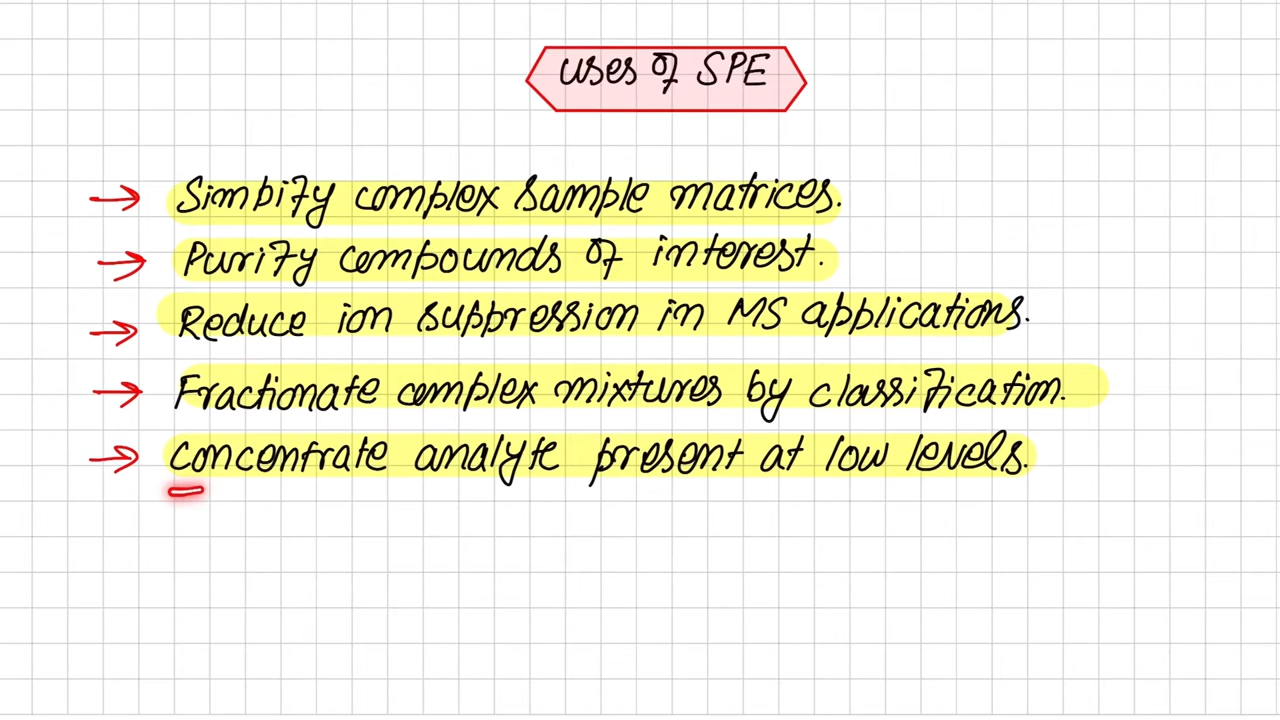 uses of SPE
Simbify complex sample matrices.
Purify compounds of interest.
Reduce ion suppression in MS applications.
Fractionate complex mixtures by classification.
concentrate analyte present at low levels.